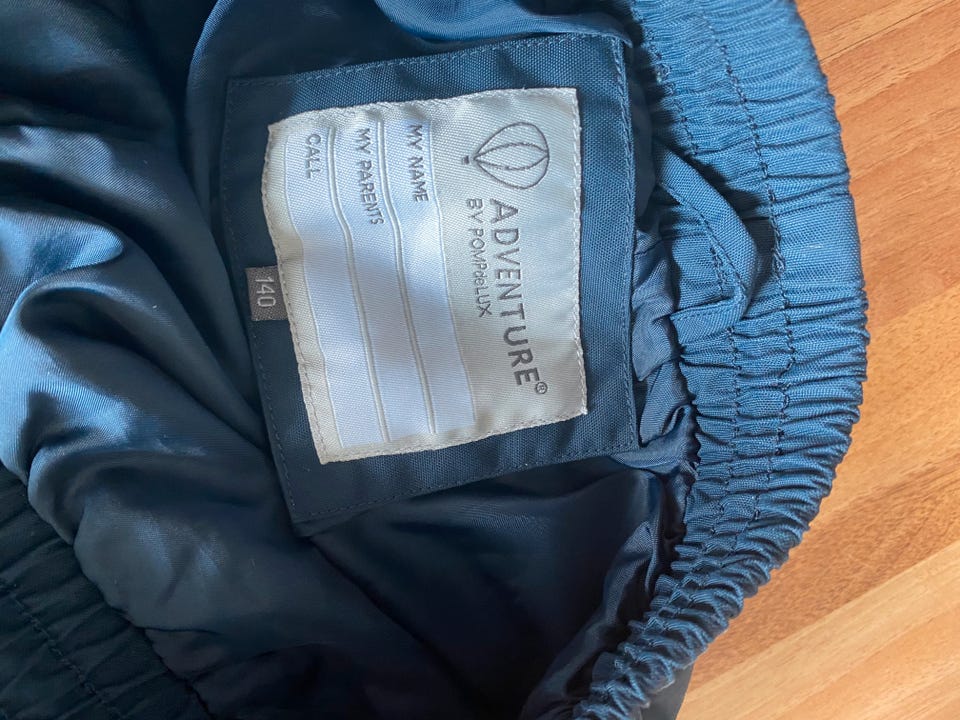 ADVENTURE®
BY POMPdeLUX
MY NAME
MY PARENTS
CALL
140